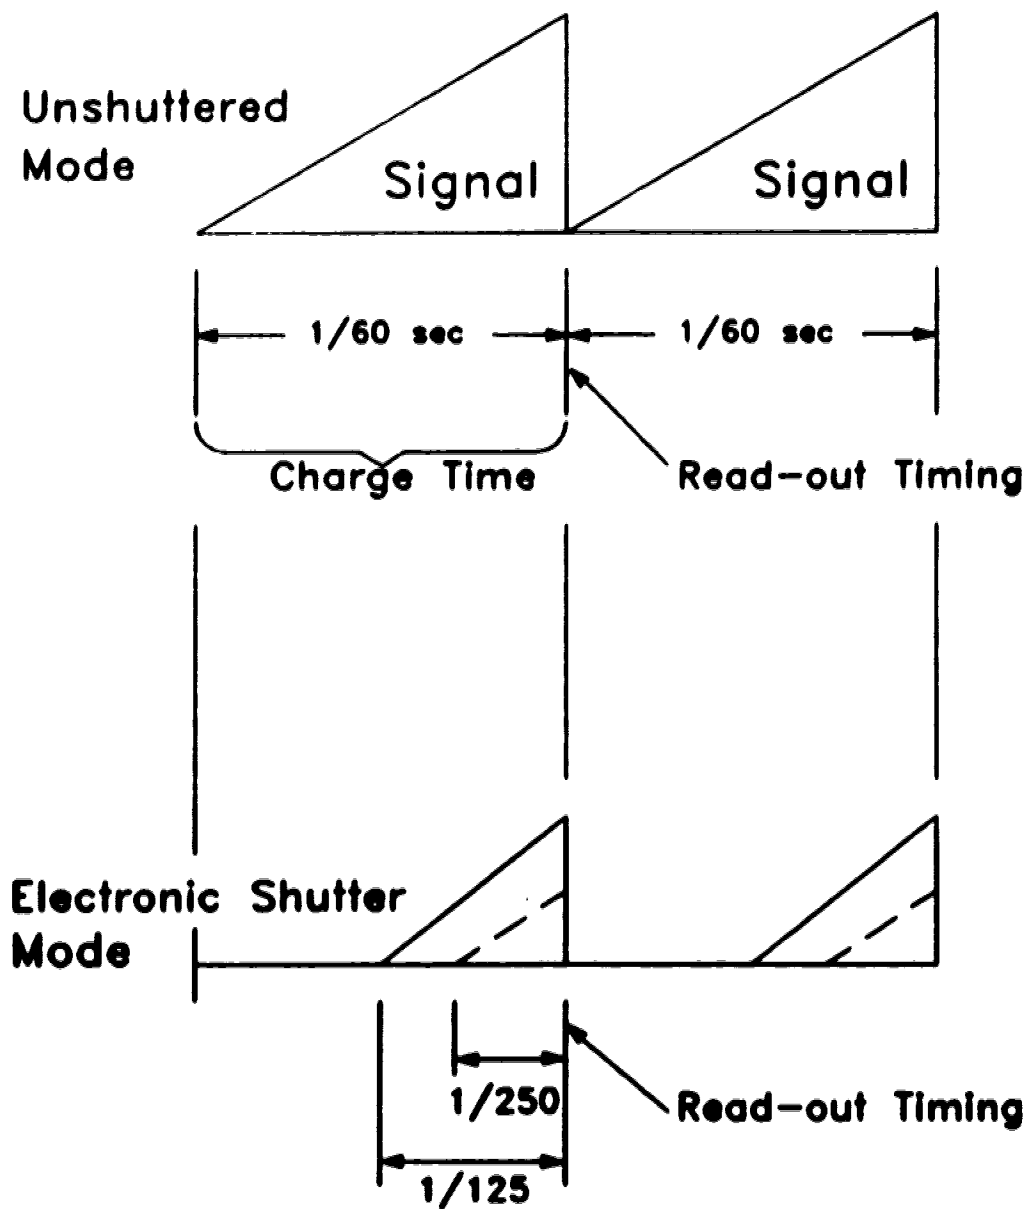 Unshuttered
Mode
Signal
Signal
1/60 sec
1/60 sec
Charge Time
Read-out Timing
Electronic Shutter
Mode
1/250
Read-out Timing
1/125